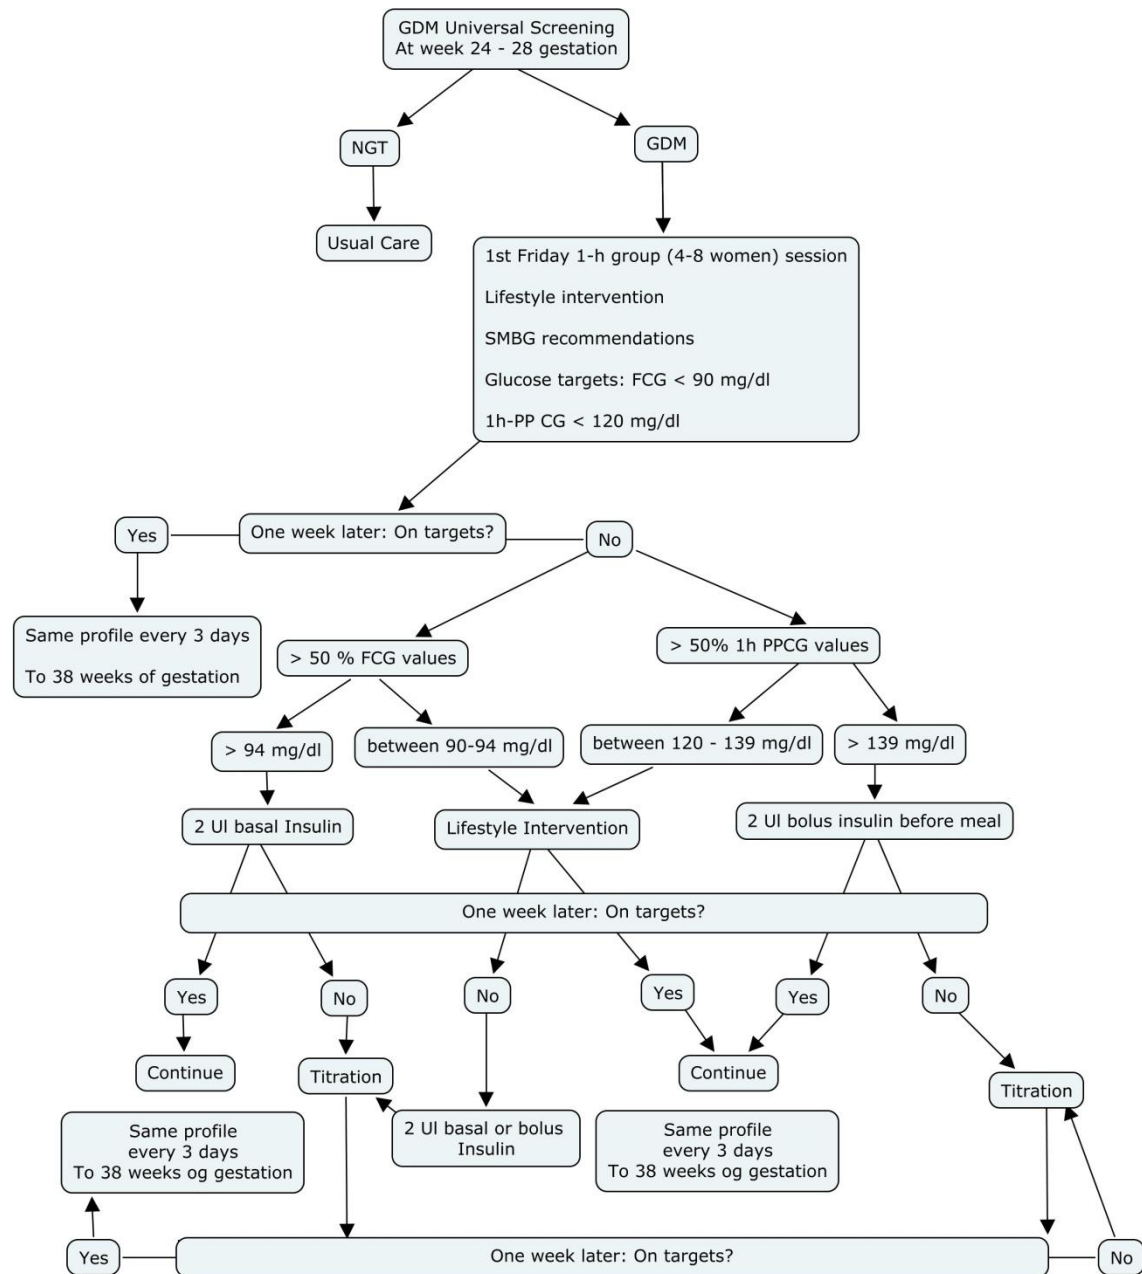 GDM Universal Screening
At week 24 - 28 gestation
NGT
GDM
Usual Care
1st Friday 1-h group (4-8 women) session
Lifestyle intervention
SMBG recommendations
Glucose targets: FCG < 90 mg/dl
1h-PP CG < 120 mg/dl
Yes
One week later: On targets?
No
Same profile every 3 days
To 38 weeks of gestation
> 50 % FCG values
> 50% 1h PPCG values
> 94 mg/dl
between 90-94 mg/dl
between 120 - 139 mg/dl
> 139 mg/dl
2 UI basal Insulin
Lifestyle Intervention
2 UI bolus insulin before meal
One week later: On targets?
Yes
No
No
Yes
Yes
No
Continue
Titration
Continue
Titration
Same profile
every 3 days
To 38 weeks og gestation
2 UI basal or bolus
Insulin
Same profile
every 3 days
To 38 weeks og gestation
Yes
One week later: On targets?
No